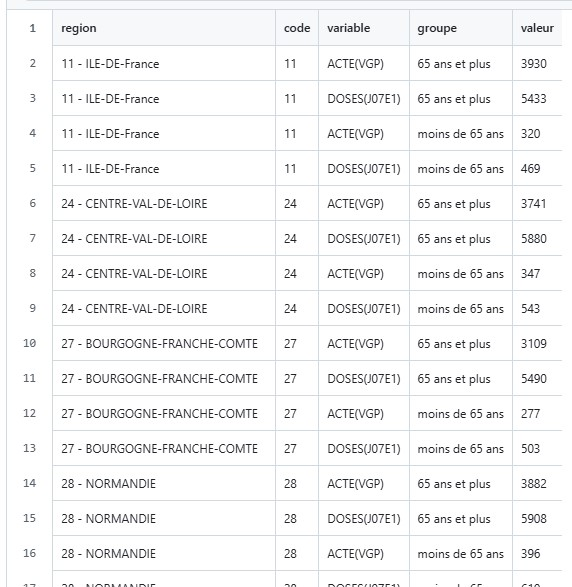 1 region code variable groupe valeur
2 11 - ILE-DE-France 11 ACTE(VGP) 65 ans et plus 3930
3 11 - ILE-DE-France 11 DOSES(J07E1) 65 ans et plus 5433
4 11 - ILE-DE-France 11 ACTE(VGP) moins de 65 ans 320
5 11 - ILE-DE-France 11 DOSES(J07E1) moins de 65 ans 469
6 24 - CENTRE-VAL-DE-LOIRE 24 ACTE(VGP) 65 ans et plus 3741
7 24 - CENTRE-VAL-DE-LOIRE 24 DOSES(J07E1) 65 ans et plus 5880
8 24 - CENTRE-VAL-DE-LOIRE 24 ACTE(VGP) moins de 65 ans 347
9 24 - CENTRE-VAL-DE-LOIRE 24 DOSES(J07E1) moins de 65 ans 543
10 27 - BOURGOGNE-FRANCHE-COMTE 27 ACTE(VGP) 65 ans et plus 3109
11 27 - BOURGOGNE-FRANCHE-COMTE 27 DOSES(J07E1) 65 ans et plus 5490
12 27 - BOURGOGNE-FRANCHE-COMTE 27 ACTE(VGP) moins de 65 ans 277
13 27 - BOURGOGNE-FRANCHE-COMTE 27 DOSES(J07E1) moins de 65 ans 503
14 28 - NORMANDIE 28 ACTE(VGP) 65 ans et plus 3882
15 28 - NORMANDIE 28 DOSES(J07E1) 65 ans et plus 5908
16 28 - NORMANDIE 28 ACTE(VGP) moins de 65 ans 396